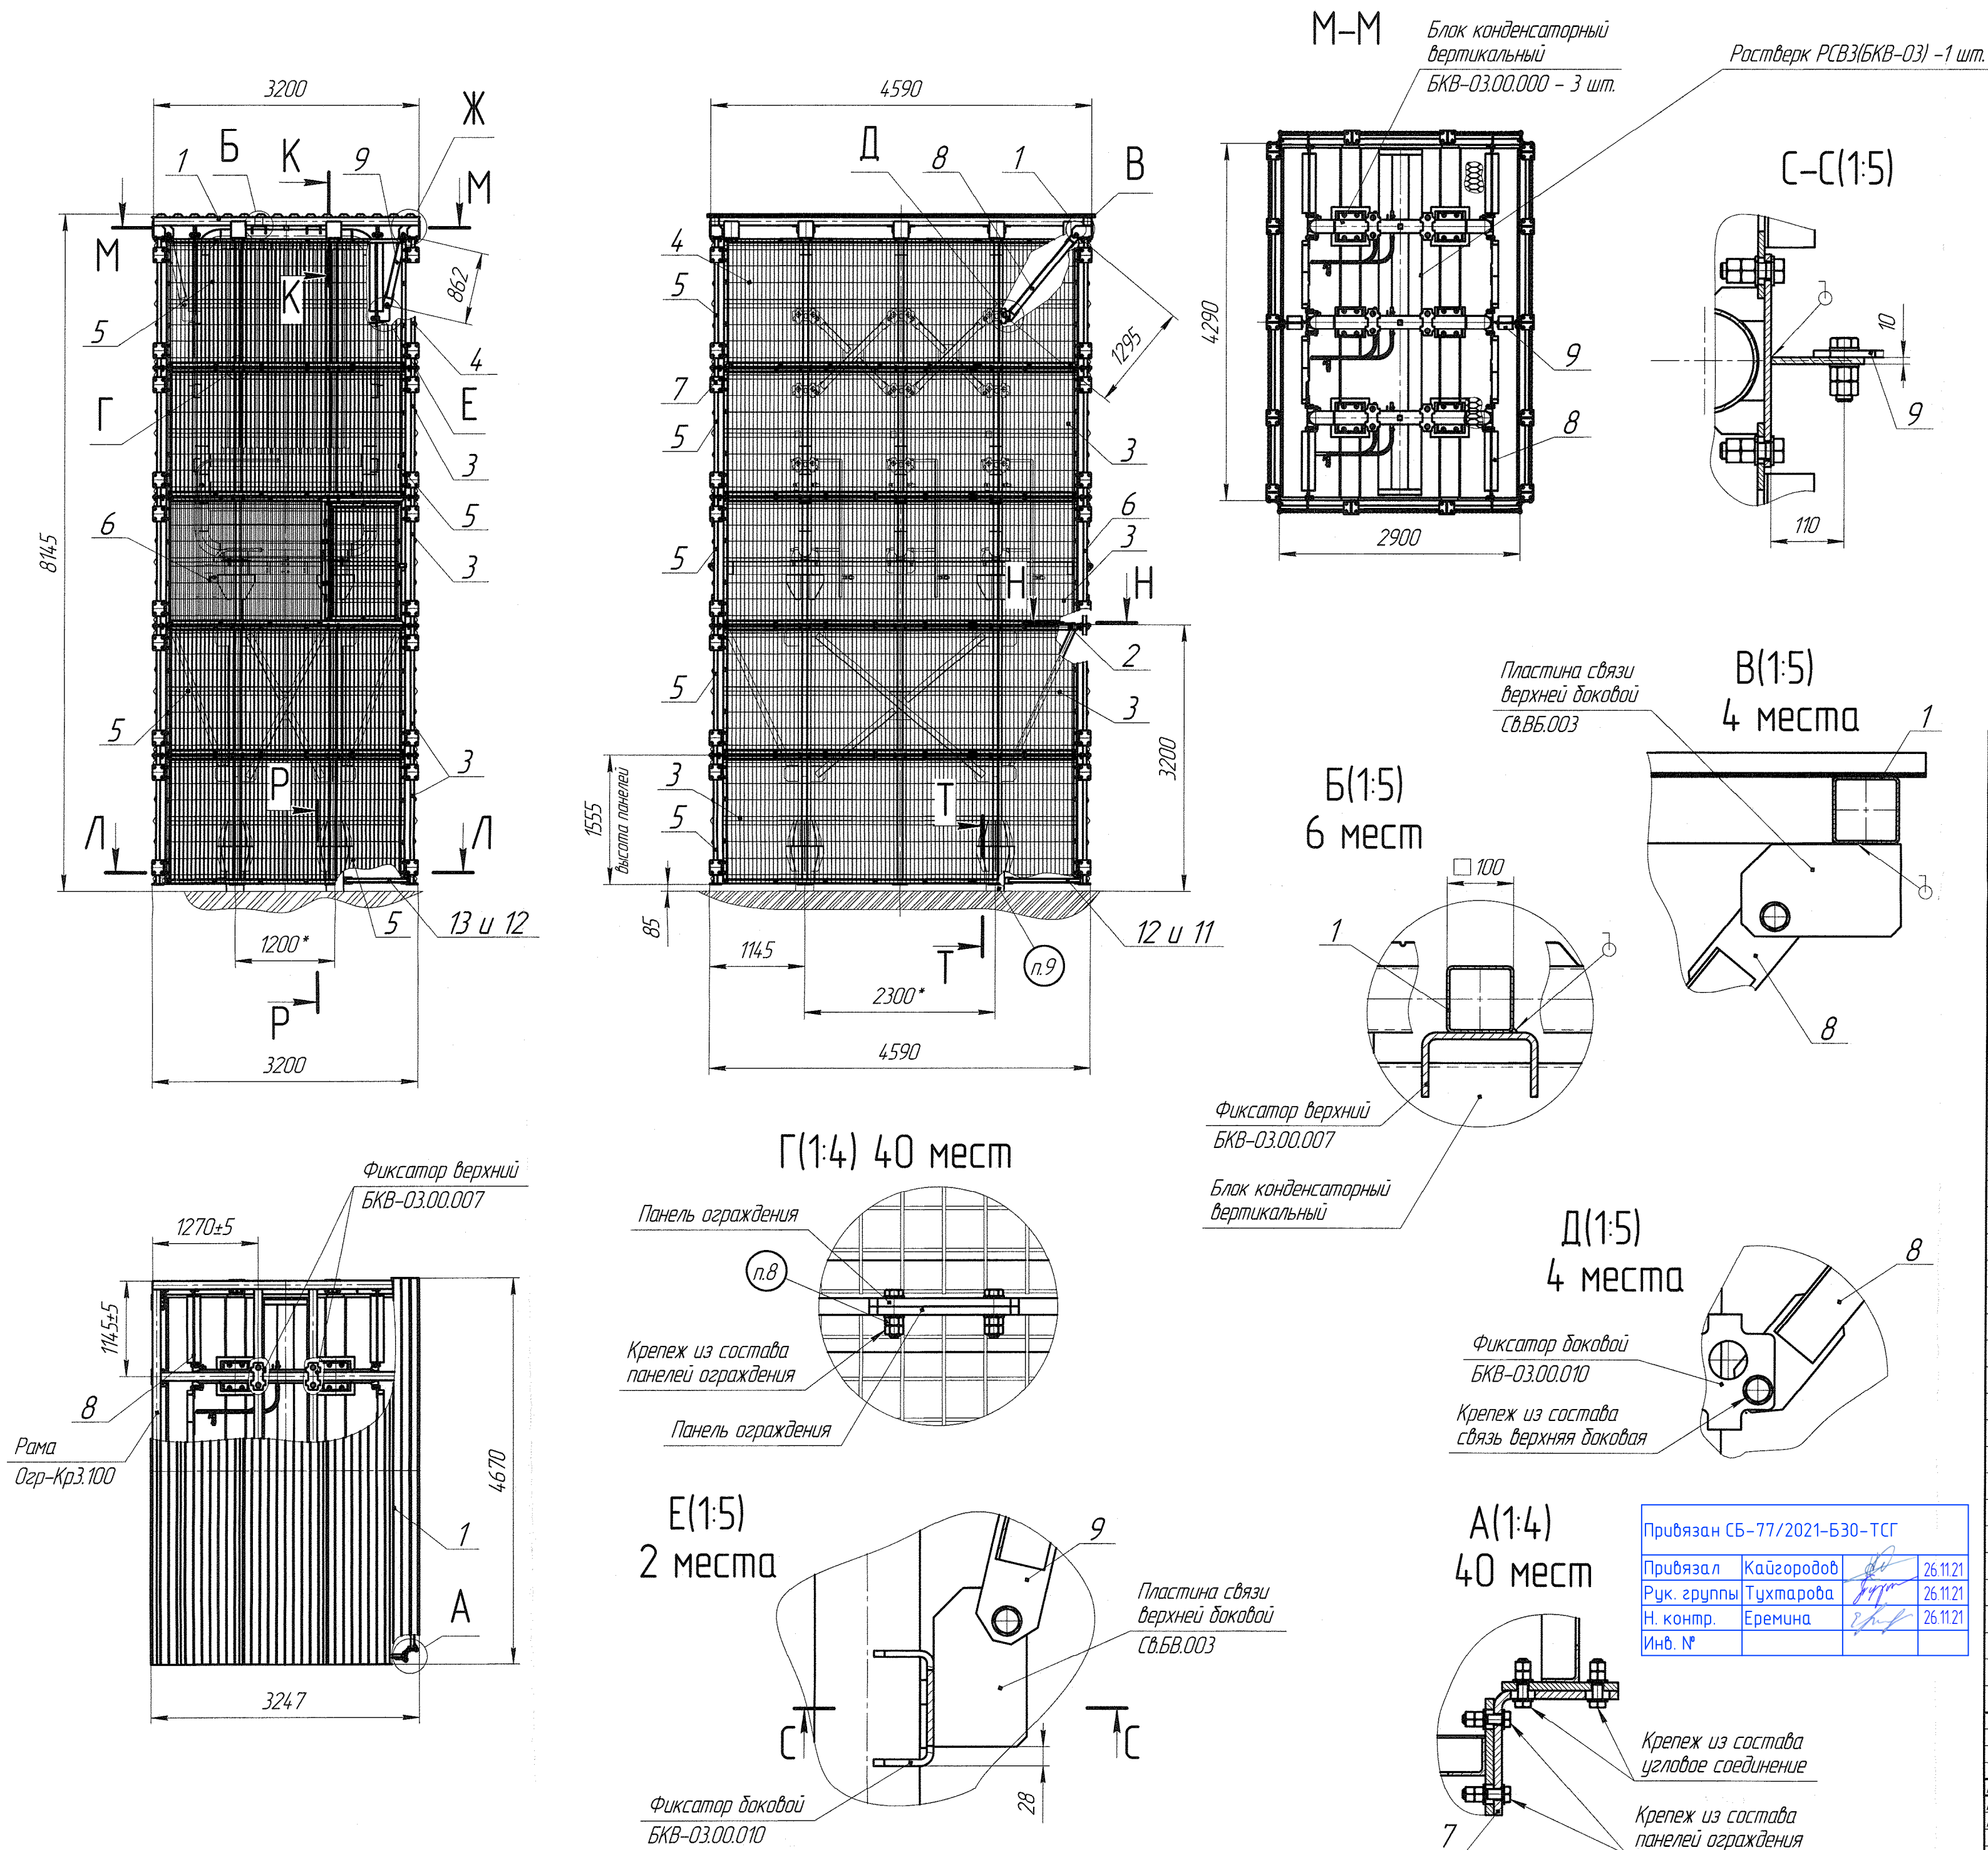 3200
Ж
Б
К
1
9
М
М
К
862
5
4
Г
Е
3
5
6
3
8145
5
3
Р
Л
Л
5
13 и 12
1200*
Р
3200
4590
Д
8
1
В
4
5
1295
7
5
3
6
5
3
Н
Н
2
5
3
3200
3
Т
1555
Высота панелей
5
85
12 и 11
1145
Т
п.9
2300*
4590
М–М
Блок конденсаторный
вертикальный
БКВ–03.00.000 – 3 шт.
Ростверк РСВ3(БКВ–03) –1 шт.
4290
9
8
2900
С–С(1:5)
10
9
110
В(1:5)
4 места
Пластина связи
верхней боковой
Св.ВБ.003
1
8
Б(1:5)
6 мест
□100
1
Фиксатор верхний
БКВ–03.00.007
Блок конденсаторный
вертикальный
Фиксатор верхний
БКВ–03.00.007
1270±5
1145±5
8
Рама
Огр–Кр3.100
4670
1
А
3247
Г(1:4) 40 мест
Панель ограждения
п.8
Крепеж из состава
панелей ограждения
Панель ограждения
Д(1:5)
4 места
8
Фиксатор боковой
БКВ–03.00.010
Крепеж из состава
связь верхняя боковая
Е(1:5)
2 места
9
Пластина связи
верхней боковой
Св.БВ.003
С
С
28
Фиксатор боковой
БКВ–03.00.010
А(1:4)
40 мест
Крепеж из состава
угловое соединение
Крепеж из состава
панелей ограждения
7
Привязан СБ–77/2021–Б30–ТСГ
Привязал Кайгородов 26.11.21
Рук. группы Тухтарова 26.11.21
Н. контр. Еремина 26.11.21
Инв. №